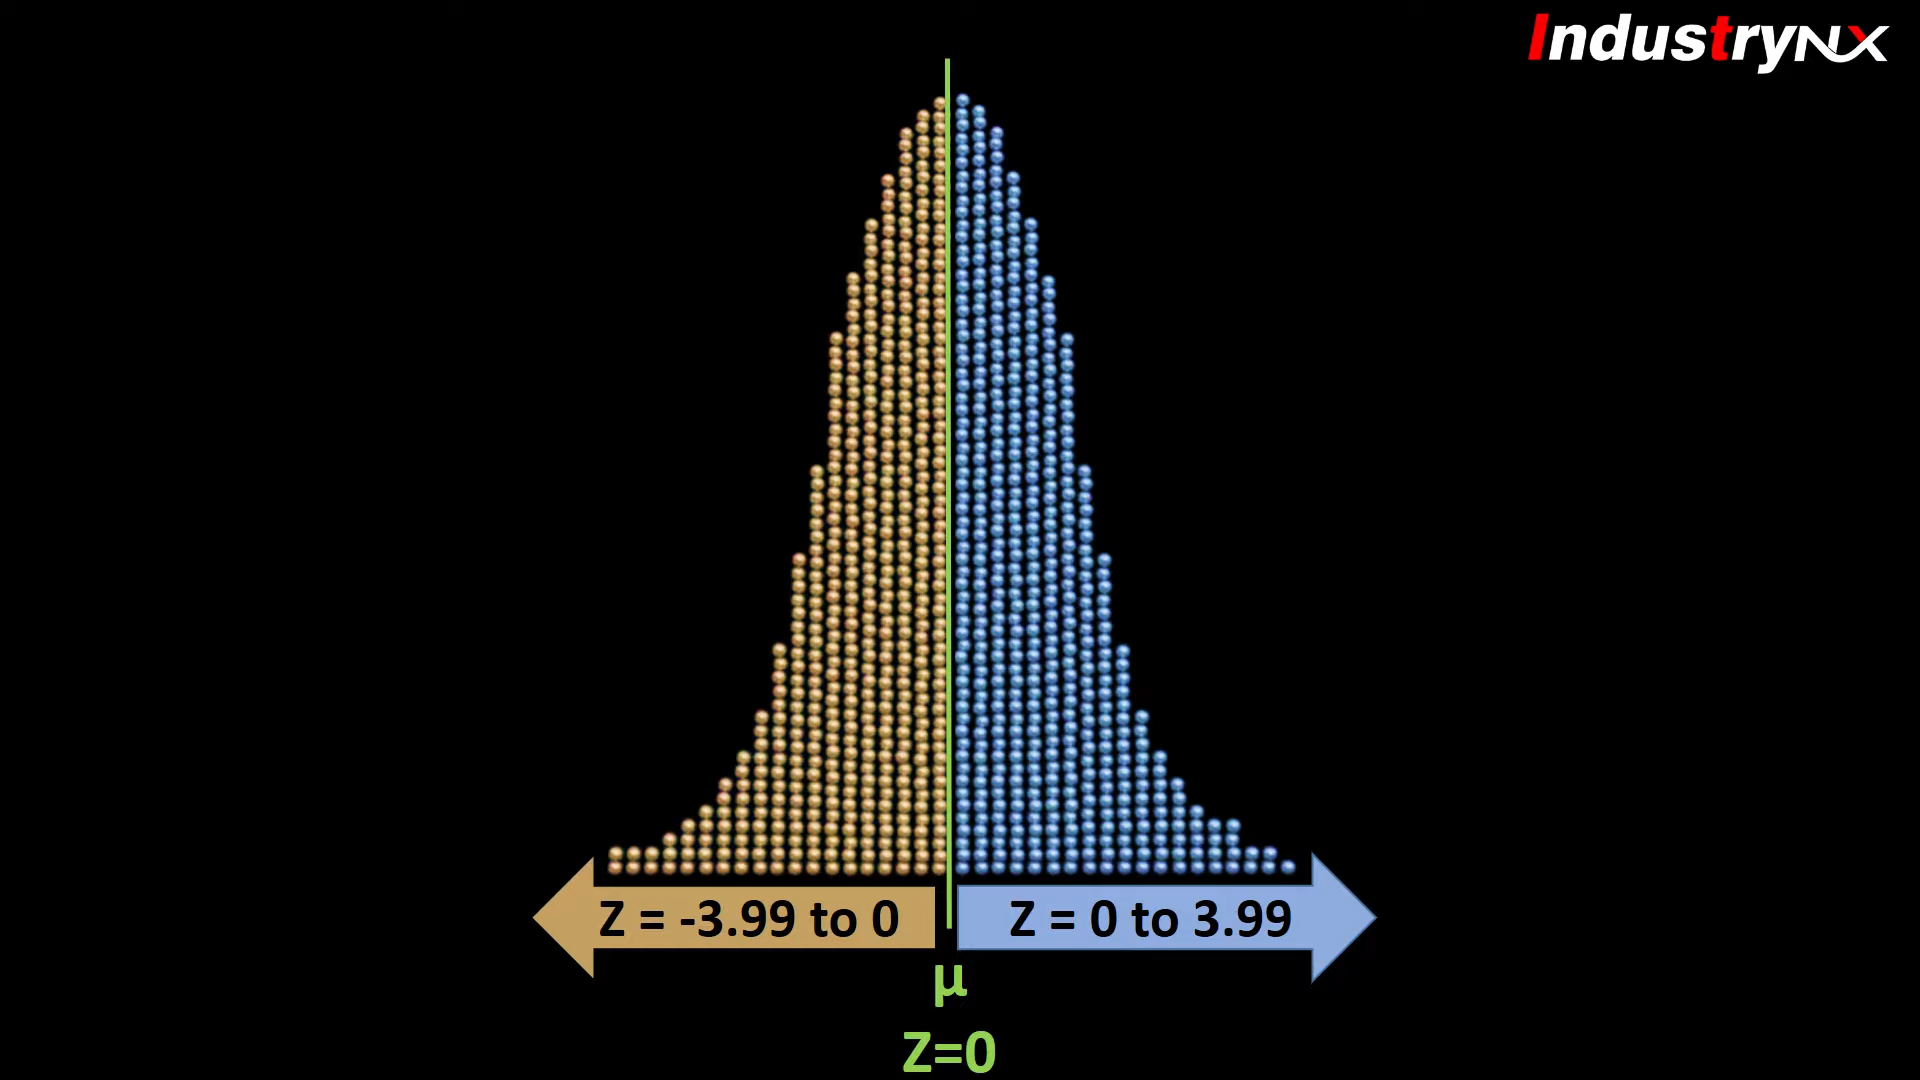 IndustryNX
Z = -3.99 to 0
Z = 0 to 3.99
μ
Z=0